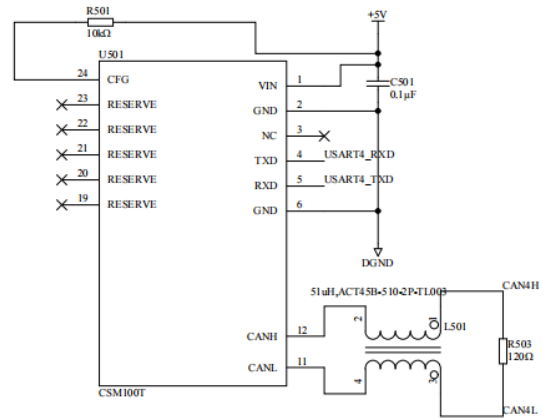 R501
10kΩ
+5V
U501
24 CFG
23 RESERVE
22 RESERVE
21 RESERVE
20 RESERVE
19 RESERVE
VIN 1
GND 2
NC 3
TXD 4 USART4_RXD
RXD 5 USART4_TXD
GND 6
C501
0.1μF
DGND
51uH,ACT45B-510-2P-TL003
CANH 12
CANL 11
2
1
L501
4
3
CAN4H
R503
120Ω
CAN4L
CSM100T